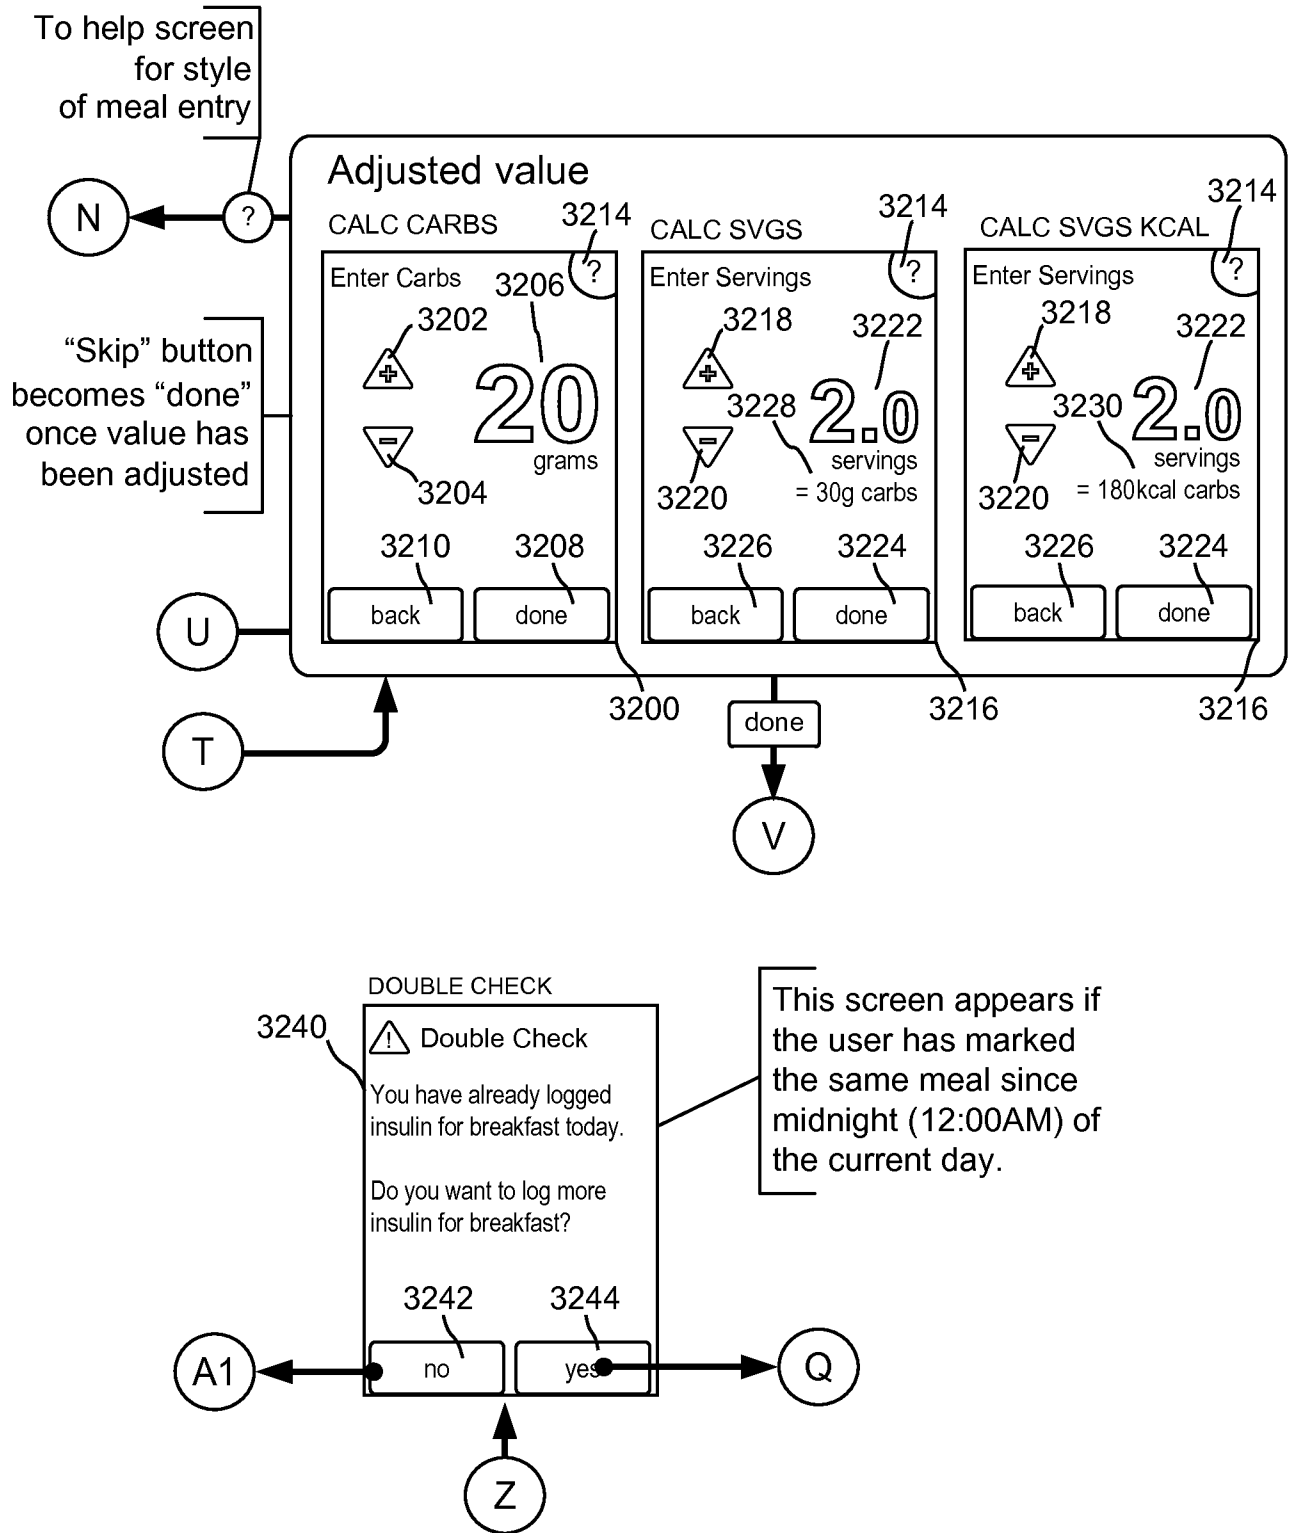 To help screen
for style
of meal entry
N
?
Adjusted value
CALC CARBS
3214
Enter Carbs
?
3206
3202
+
20
grams
-
3204
3210
3208
back
done
3200
CALC SVGS
3214
Enter Servings
?
3218
3222
+
3228
2.0
-
servings
3220
= 30g carbs
3226
3224
back
done
3216
CALC SVGS KCAL
3214
Enter Servings
?
3218
3222
+
3230
2.0
-
servings
3220
= 180kcal carbs
3226
3224
back
done
3216
“Skip” button
becomes “done”
once value has
been adjusted
U
T
done
V
DOUBLE CHECK
3240
! Double Check
You have already logged
insulin for breakfast today.
Do you want to log more
insulin for breakfast?
3242
3244
no
yes
This screen appears if
the user has marked
the same meal since
midnight (12:00AM) of
the current day.
A1
Q
Z